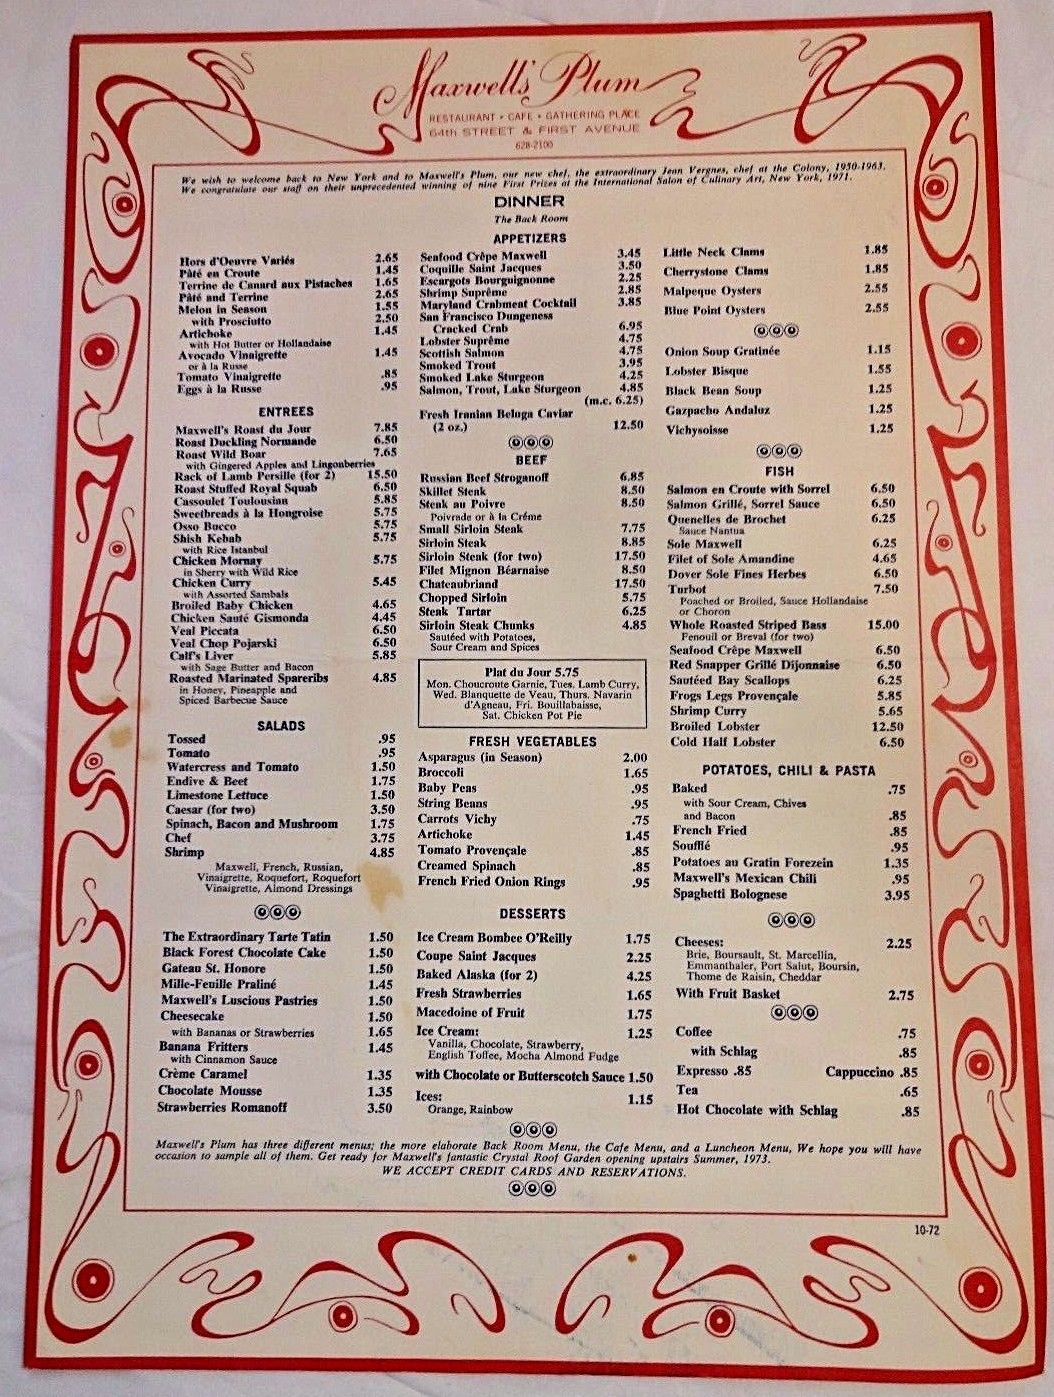 Maxwell's Plum
RESTAURANT • CAFE • GATHERING PLACE
64th STREET & FIRST AVENUE
628-2100
We wish to welcome back to New York and to Maxwell's Plum, our new chef, the extraordinary Jean Vergnes, chef at the Colony, 1950-1963.
We congratulate our staff on their unprecedented winning of nine First Prizes at the International Salon of Culinary Art, New York, 1971.
DINNER
The Back Room
APPETIZERS
Hors d'Oeuvre Variés 2.65
Pâté en Croute 1.45
Terrine de Canard aux Pistaches 1.65
Pâté and Terrine 2.65
Melon in Season 1.55
with Prosciutto 2.50
Artichoke 1.45
with Hot Butter or Hollandaise
Avocado Vinaigrette 1.45
or à la Russe
Tomato Vinaigrette .85
Eggs à la Russe .95
ENTREES
Maxwell's Roast du Jour 7.85
Roast Duckling Normande 6.50
Roast Wild Boar 7.65
with Gingered Apples and Lingonberries
Rack of Lamb Persille (for 2) 15.50
Roast Stuffed Royal Squab 6.50
Cassoulet Toulousian 5.85
Sweetbreads à la Hongroise 5.75
Osso Bucco 5.75
Shish Kebab 5.75
with Rice Istanbul
Chicken Mornay 5.75
in Sherry with Wild Rice
Chicken Curry 5.45
with Assorted Sambals
Broiled Baby Chicken 4.65
Chicken Sauté Gismonda 4.45
Veal Piccata 6.50
Veal Chop Pojarski 6.50
Calf's Liver 5.85
with Sage Butter and Bacon
Roasted Marinated Spareribs 4.85
in Honey, Pineapple and
Spiced Barbecue Sauce
SALADS
Tossed .95
Tomato .95
Watercress and Tomato 1.50
Endive & Beet 1.75
Limestone Lettuce 1.50
Caesar (for two) 3.50
Spinach, Bacon and Mushroom 1.75
Chef 3.75
Shrimp 4.85
Maxwell, French, Russian,
Vinaigrette, Roquefort, Roquefort
Vinaigrette, Almond Dressings
Seafood Crêpe Maxwell 3.45
Coquille Saint Jacques 3.50
Escargots Bourguignonne 2.25
Shrimp Suprême 2.85
Maryland Crabmeat Cocktail 3.85
San Francisco Dungeness
Cracked Crab 6.95
Lobster Suprême 4.75
Scottish Salmon 4.75
Smoked Trout 3.95
Smoked Lake Sturgeon 4.25
Salmon, Trout, Lake Sturgeon 4.85
(m.c. 6.25)
Fresh Iranian Beluga Caviar
(2 oz.) 12.50
BEEF
Russian Beef Stroganoff 6.85
Skillet Steak 8.50
Steak au Poivre 8.50
Poivrade or à la Créme
Small Sirloin Steak 7.75
Sirloin Steak 8.85
Sirloin Steak (for two) 17.50
Filet Mignon Béarnaise 8.50
Chateaubriand 17.50
Chopped Sirloin 5.75
Steak Tartar 6.25
Sirloin Steak Chunks 4.85
Sautéed with Potatoes,
Sour Cream and Spices
Plat du Jour 5.75
Mon. Choucroute Garnie, Tues. Lamb Curry,
Wed. Blanquette de Veau, Thurs. Navarin
d'Agneau, Fri. Bouillabaisse,
Sat. Chicken Pot Pie
FRESH VEGETABLES
Asparagus (in Season) 2.00
Broccoli 1.65
Baby Peas .95
String Beans .95
Carrots Vichy .75
Artichoke 1.45
Tomato Provençale .85
Creamed Spinach .85
French Fried Onion Rings .95
Little Neck Clams 1.85
Cherrystone Clams 1.85
Malpeque Oysters 2.55
Blue Point Oysters 2.55
Onion Soup Gratinée 1.15
Lobster Bisque 1.55
Black Bean Soup 1.25
Gazpacho Andaluz 1.25
Vichysoisse 1.25
FISH
Salmon en Croute with Sorrel 6.50
Salmon Grillé, Sorrel Sauce 6.50
Quenelles de Brochet 6.25
Sauce Nantua
Sole Maxwell 6.25
Filet of Sole Amandine 4.65
Dover Sole Fines Herbes 6.50
Turbot 7.50
Poached or Broiled, Sauce Hollandaise
or Choron
Whole Roasted Striped Bass 15.00
Fenouil or Breval (for two)
Seafood Crêpe Maxwell 6.50
Red Snapper Grillé Dijonnaise 6.50
Sautéed Bay Scallops 6.25
Frogs Legs Provençale 5.85
Shrimp Curry 5.65
Broiled Lobster 12.50
Cold Half Lobster 6.50
POTATOES, CHILI & PASTA
Baked .75
with Sour Cream, Chives
and Bacon .85
French Fried .85
Soufflé .95
Potatoes au Gratin Forezein 1.35
Maxwell's Mexican Chili .95
Spaghetti Bolognese 3.95
DESSERTS
The Extraordinary Tarte Tatin 1.50
Black Forest Chocolate Cake 1.50
Gateau St. Honore 1.50
Mille-Feuille Praliné 1.45
Maxwell's Luscious Pastries 1.50
Cheesecake 1.50
with Bananas or Strawberries 1.65
Banana Fritters 1.45
with Cinnamon Sauce
Crème Caramel 1.35
Chocolate Mousse 1.35
Strawberries Romanoff 3.50
Ice Cream Bombee O'Reilly 1.75
Coupe Saint Jacques 2.25
Baked Alaska (for 2) 4.25
Fresh Strawberries 1.65
Macedoine of Fruit 1.75
Ice Cream: 1.25
Vanilla, Chocolate, Strawberry,
English Toffee, Mocha Almond Fudge
with Chocolate or Butterscotch Sauce 1.50
Ices: 1.15
Orange, Rainbow
Cheeses: 2.25
Brie, Boursault, St. Marcellin,
Emmanthaler, Port Salut, Boursin,
Thome de Raisin, Cheddar
With Fruit Basket 2.75
Coffee .75
with Schlag .85
Expresso .85 Cappuccino .85
Tea .65
Hot Chocolate with Schlag .85
Maxwell's Plum has three different menus; the more elaborate Back Room Menu, the Cafe Menu, and a Luncheon Menu, We hope you will have
occasion to sample all of them. Get ready for Maxwell's fantastic Crystal Roof Garden opening upstairs Summer, 1973.
WE ACCEPT CREDIT CARDS AND RESERVATIONS.
10-72